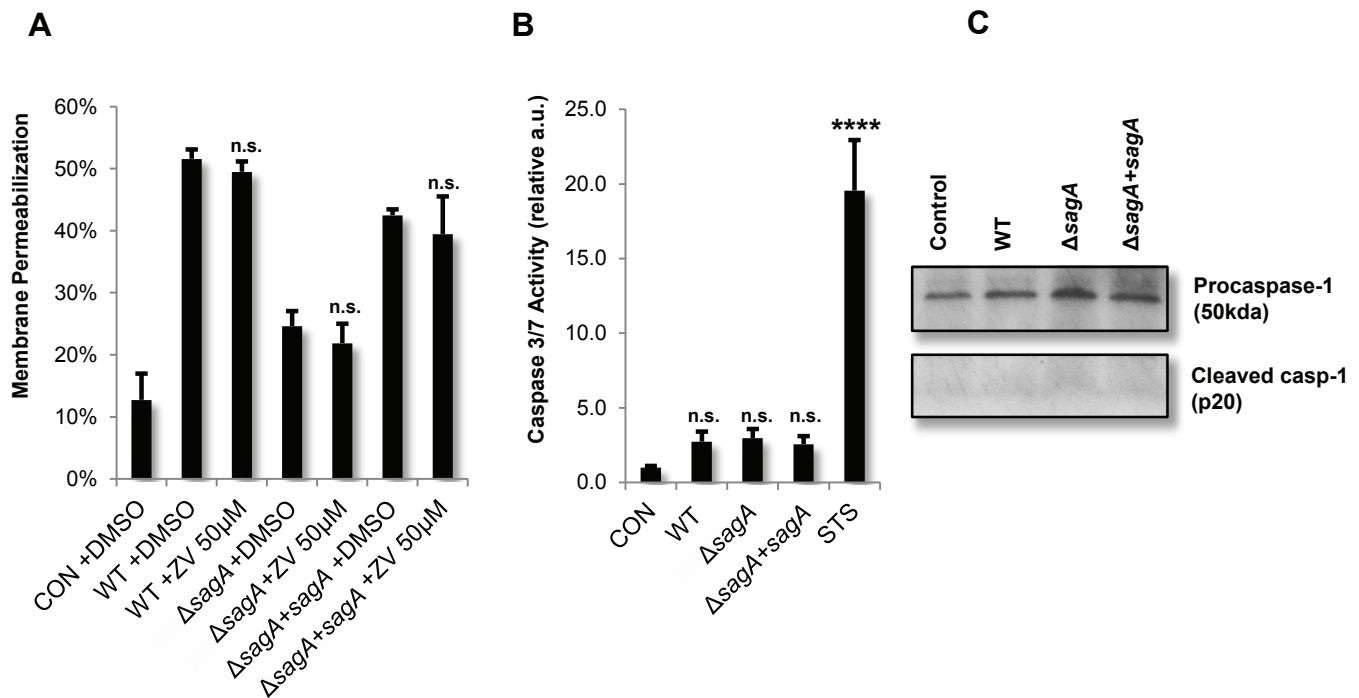 A
Membrane Permeabilization
60%
50%
40%
30%
20%
10%
0%
n.s.
n.s.
n.s.
CON +DMSO
WT +DMSO
WT +ZV 50µM
ΔsagA +DMSO
ΔsagA +ZV 50µM
ΔsagA+sagA +DMSO
ΔsagA+sagA +ZV 50µM
B
Caspase 3/7 Activity (relative a.u.)
25.0
20.0
15.0
10.0
5.0
0.0
n.s.
n.s.
n.s.
****
CON
WT
ΔsagA
ΔsagA+sagA
STS
C
Control
WT
ΔsagA
ΔsagA+sagA
Procaspase-1
(50kda)
Cleaved casp-1
(p20)